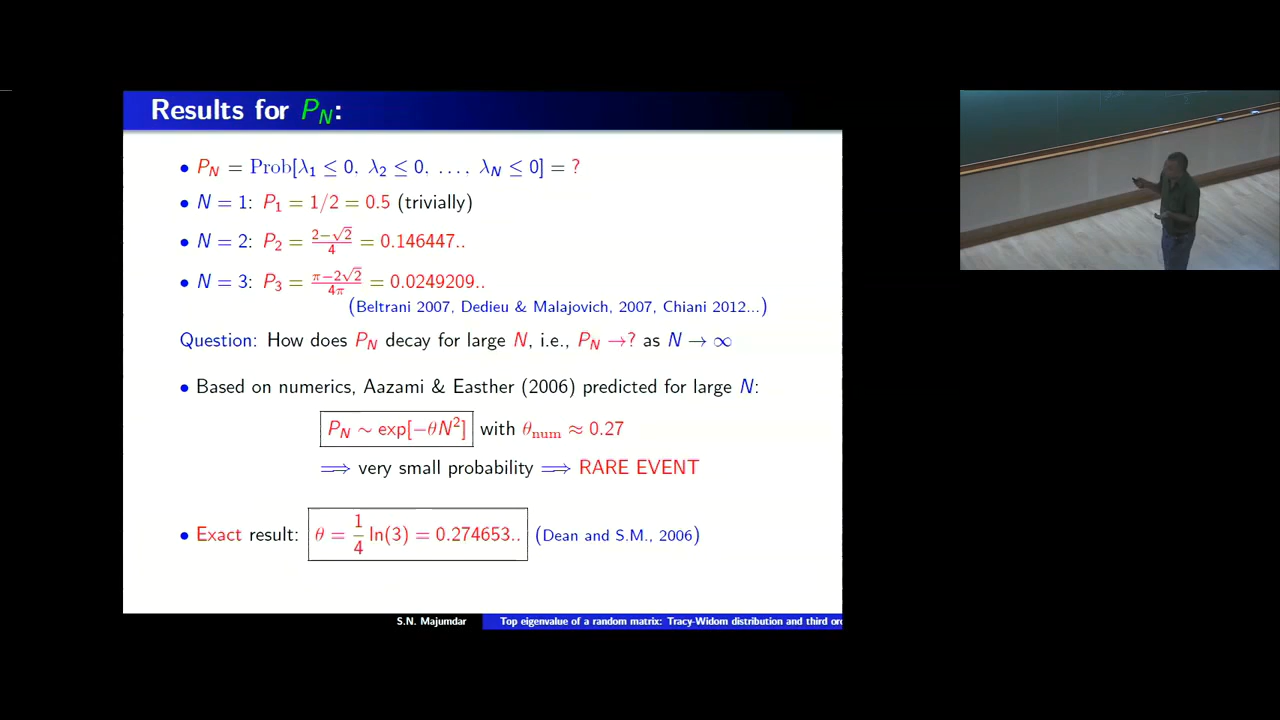 Results for P_N:
• P_N = Prob[λ_1 ≤ 0, λ_2 ≤ 0, …. λ_N ≤ 0] = ?
• N = 1: P_1 = 1/2 = 0.5 (trivially)
• N = 2: P_2 = (2−√2)/4 = 0.146447..
• N = 3: P_3 = (π−2√2)/4π = 0.0249209..
(Beltrani 2007, Dedieu & Malajovich, 2007, Chiani 2012...)
Question: How does P_N decay for large N, i.e., P_N →? as N → ∞
• Based on numerics, Aazami & Easther (2006) predicted for large N:
P_N ∼ exp[−θN²] with θ_num ≈ 0.27
⟹ very small probability ⟹ RARE EVENT
• Exact result: θ = 1/4 ln(3) = 0.274653.. (Dean and S.M., 2006)
S.N. Majumdar Top eigenvalue of a random matrix: Tracy-Widom distribution and third ord